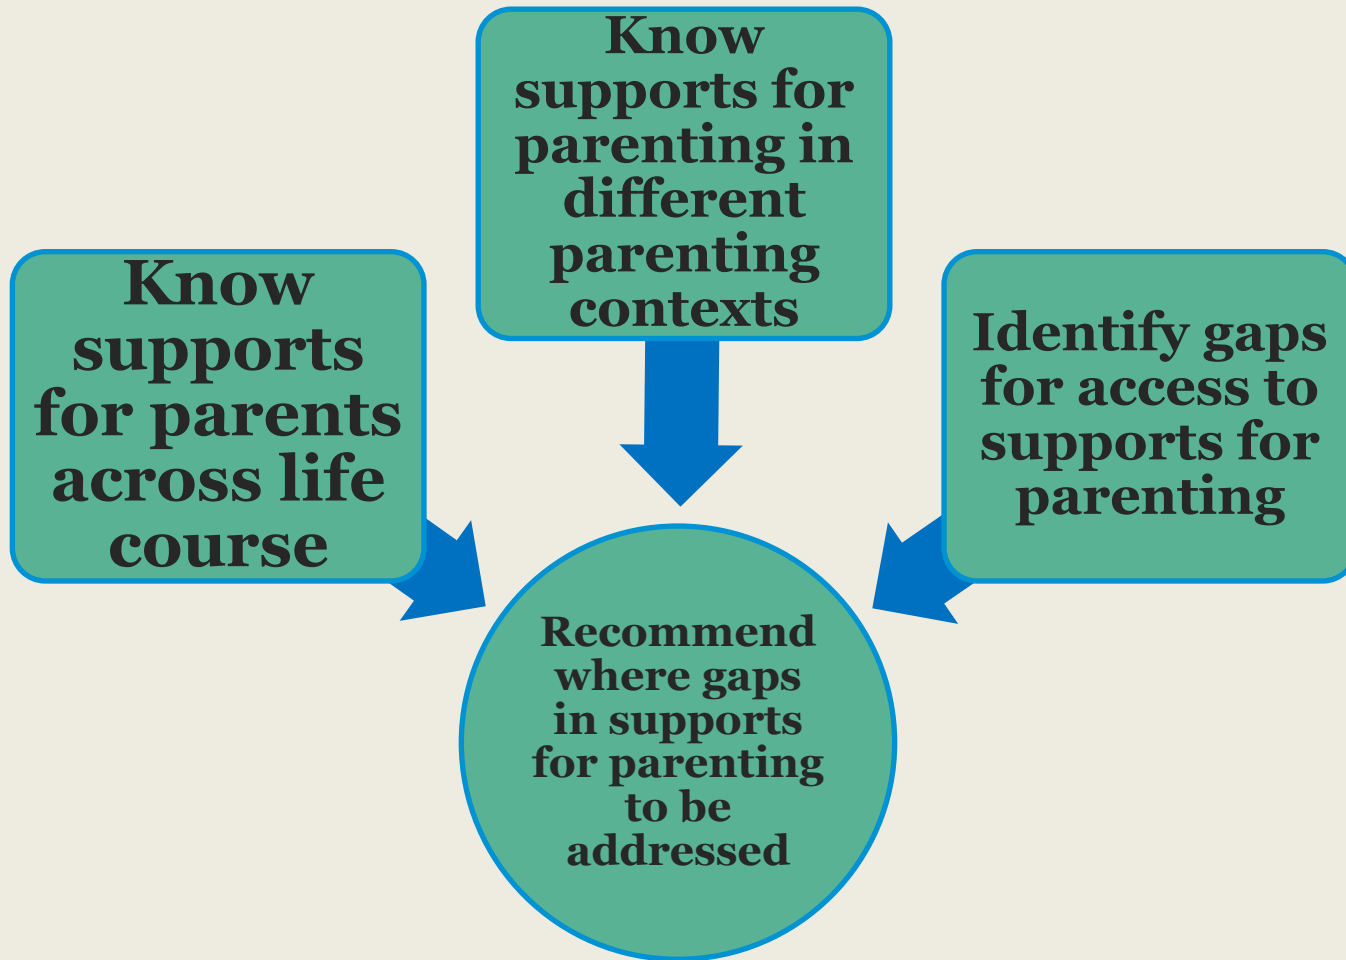 Know
supports for
parenting in
different
parenting
contexts
Know
supports
for parents
across life
course
Identify gaps
for access to
supports for
parenting
Recommend
where gaps
in supports
for parenting
to be
addressed